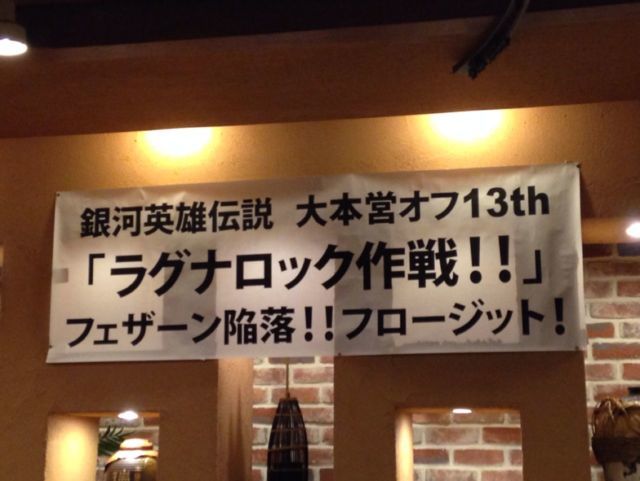 銀河英雄伝説 大本営オフ13th
「ラグナロック作戦!!」
フェザーン陥落!!フロージット!